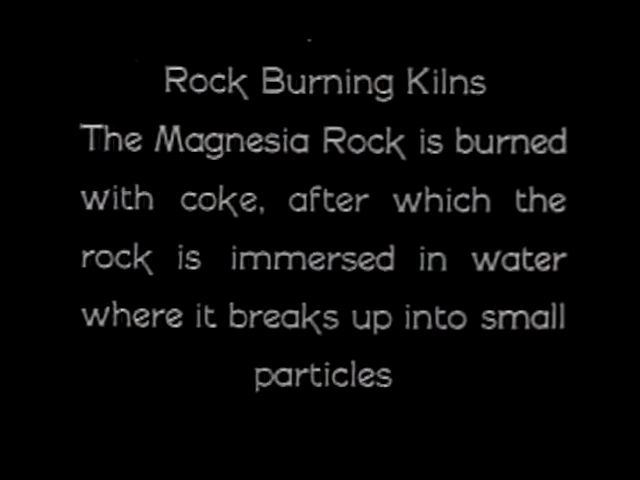 Rock Burning Kilns
The Magnesia Rock is burned
with coke, after which the
rock is immersed in water
where it breaks up into small
particles